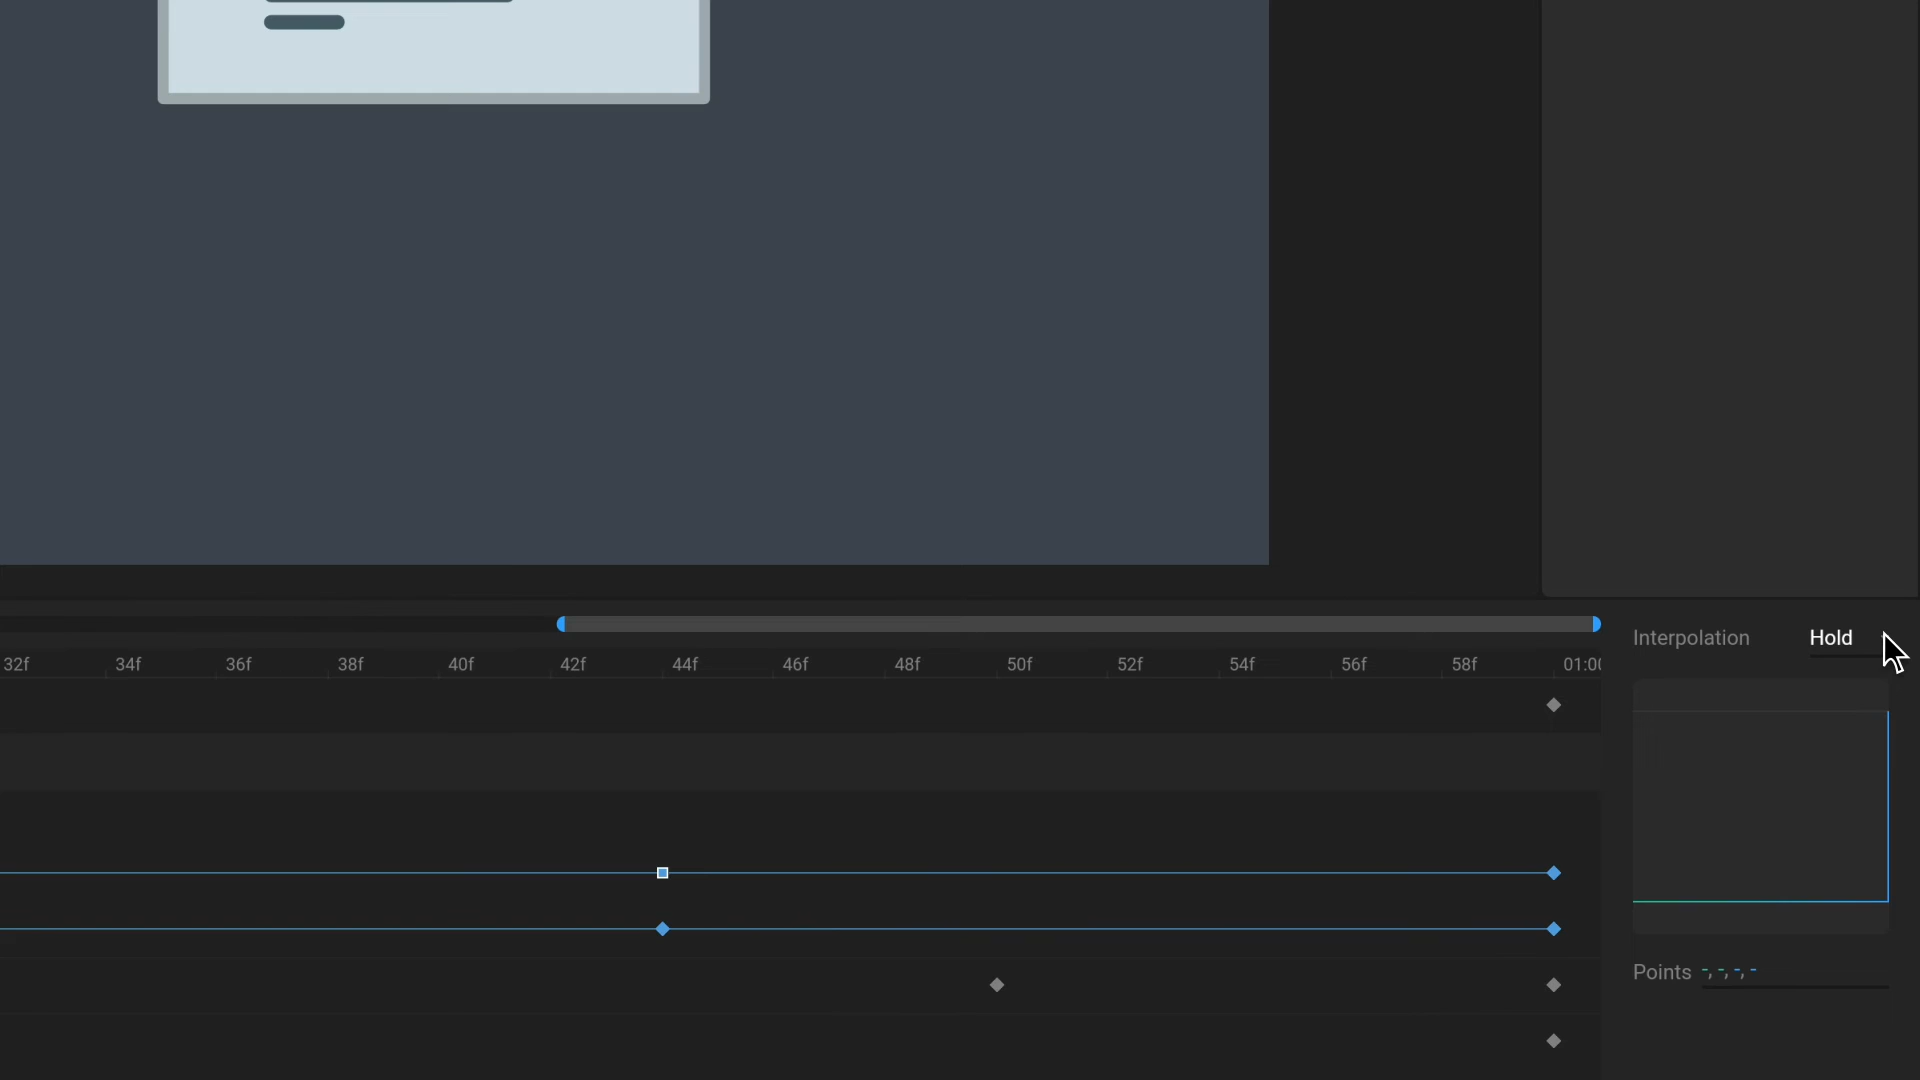 Interpolation Hold
32f 34f 36f 38f 40f 42f 44f 46f 48f 50f 52f 54f 56f 58f 01:00
Points -, -, -, -